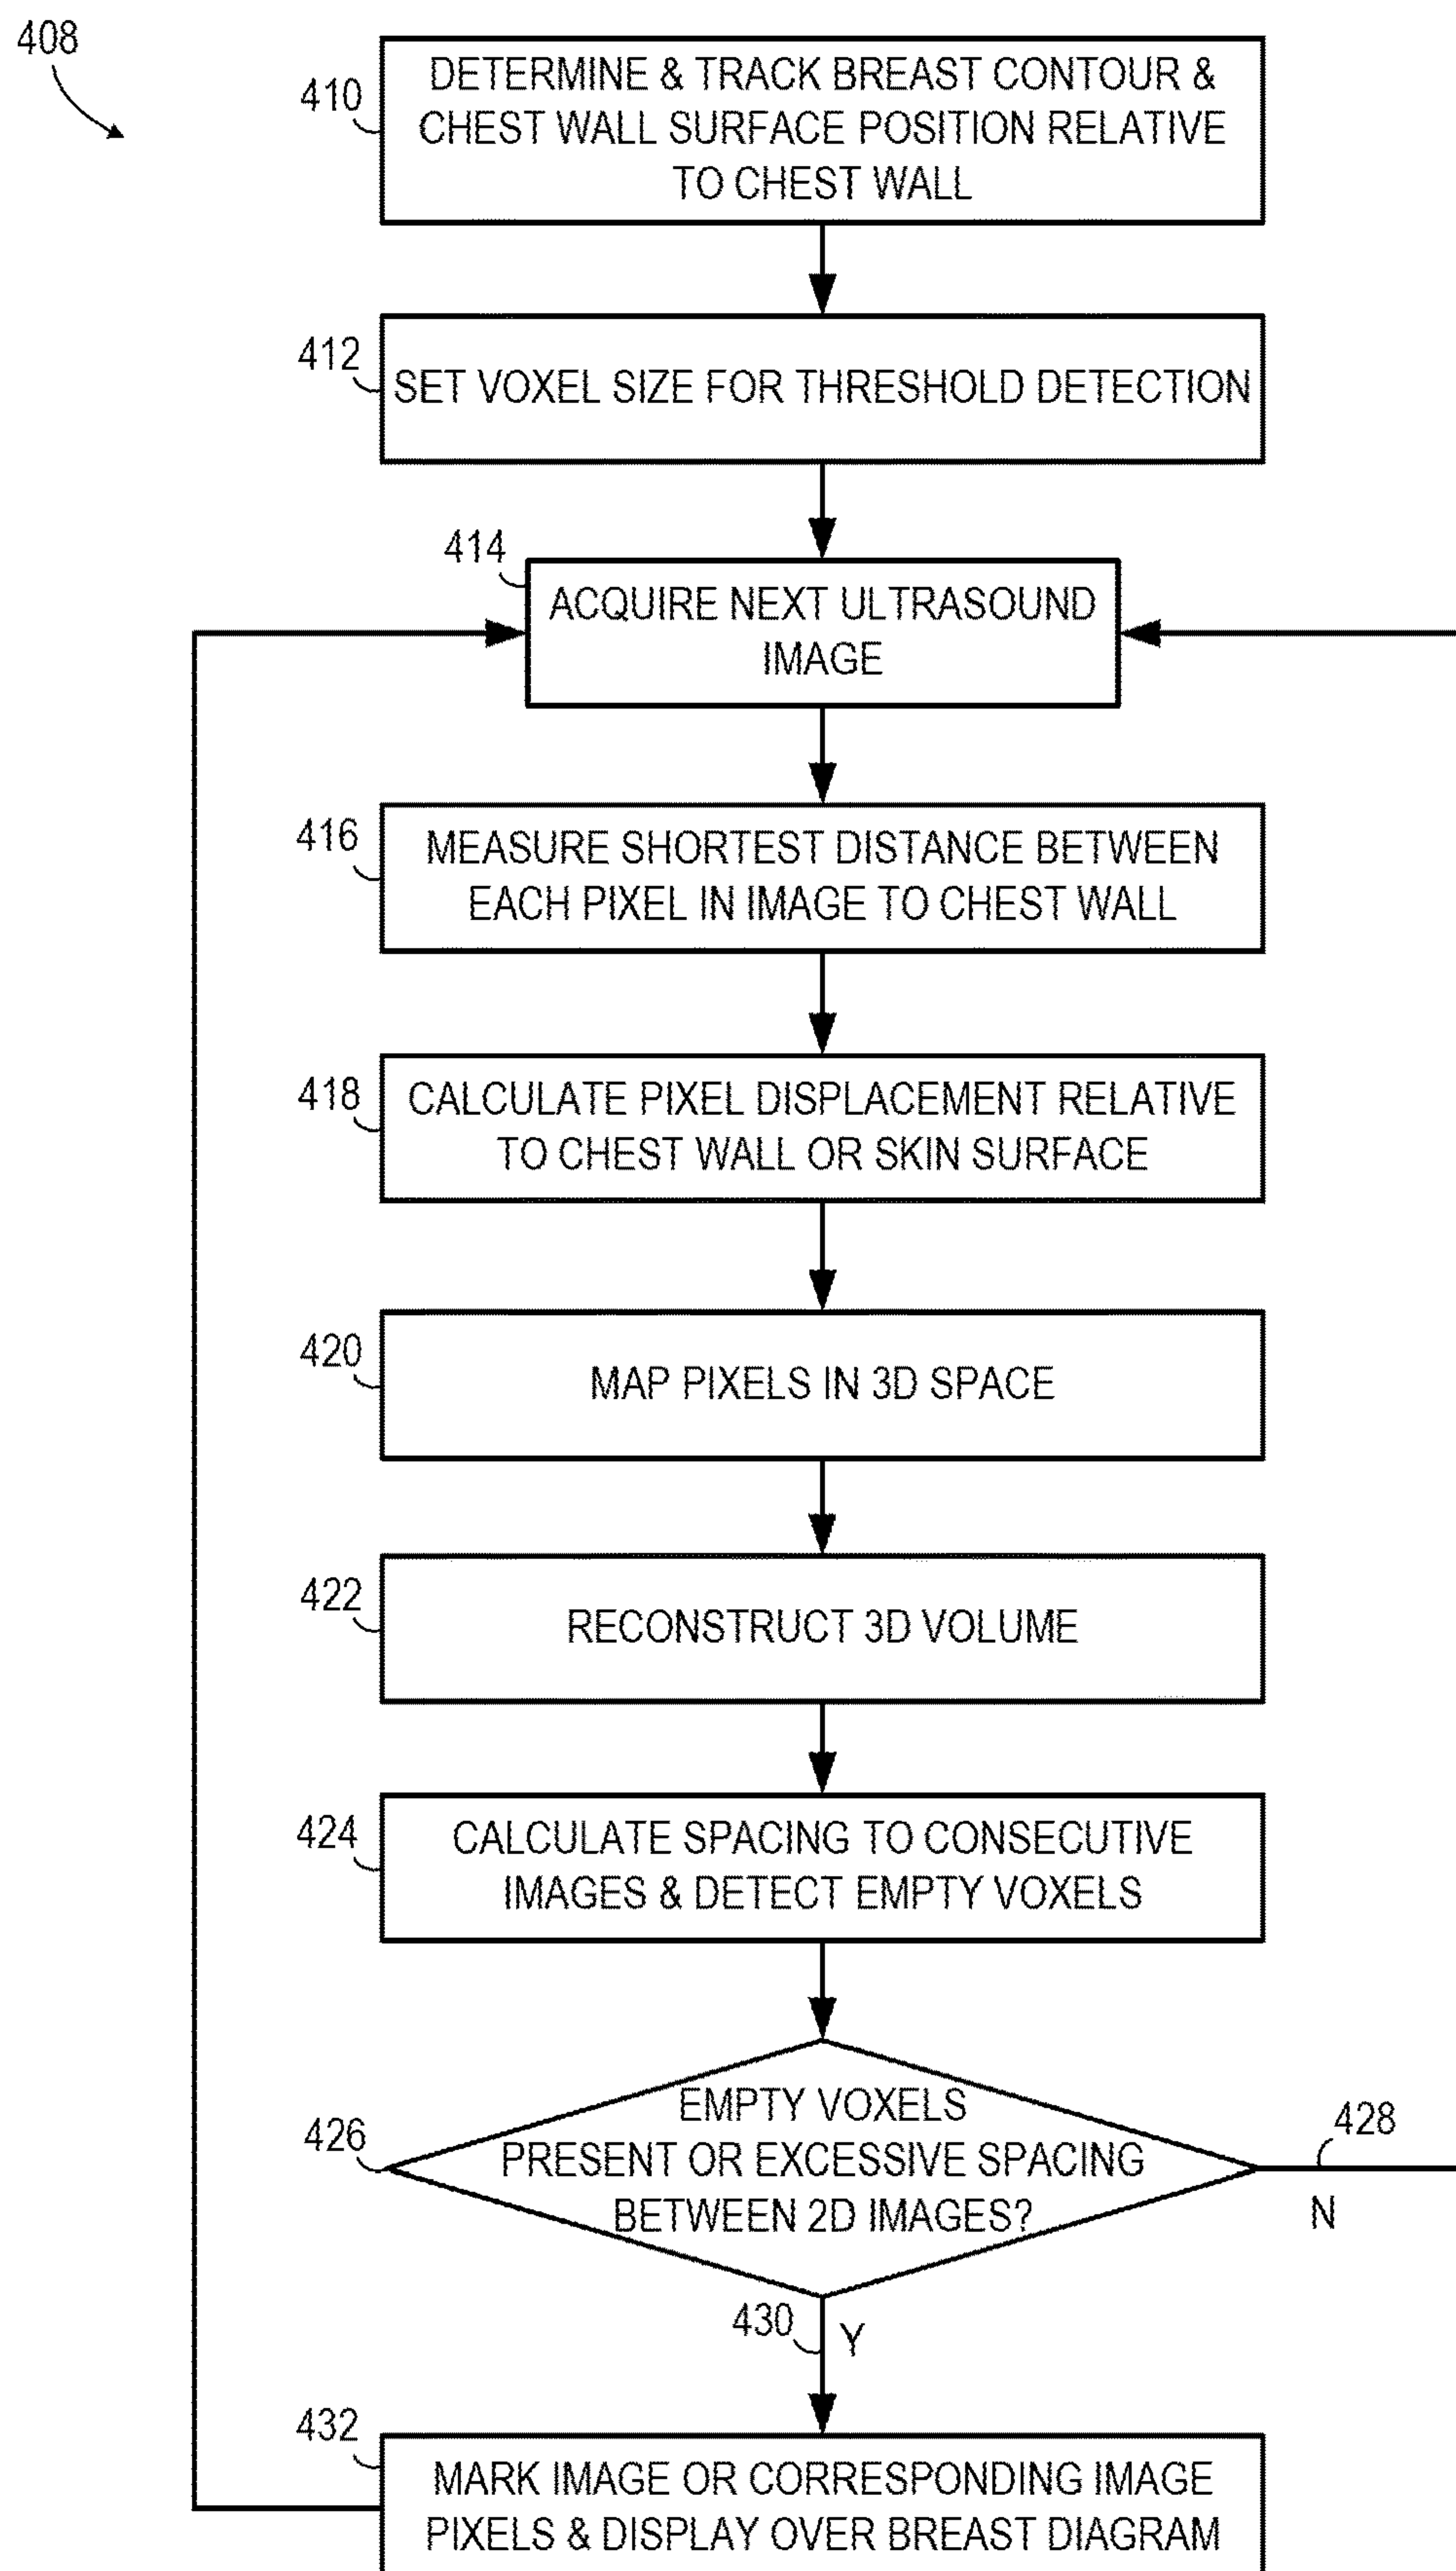 408
410
DETERMINE & TRACK BREAST CONTOUR &
CHEST WALL SURFACE POSITION RELATIVE
TO CHEST WALL
412
SET VOXEL SIZE FOR THRESHOLD DETECTION
414
ACQUIRE NEXT ULTRASOUND
IMAGE
416
MEASURE SHORTEST DISTANCE BETWEEN
EACH PIXEL IN IMAGE TO CHEST WALL
418
CALCULATE PIXEL DISPLACEMENT RELATIVE
TO CHEST WALL OR SKIN SURFACE
420
MAP PIXELS IN 3D SPACE
422
RECONSTRUCT 3D VOLUME
424
CALCULATE SPACING TO CONSECUTIVE
IMAGES & DETECT EMPTY VOXELS
426
EMPTY VOXELS
PRESENT OR EXCESSIVE SPACING
BETWEEN 2D IMAGES?
428
N
430
Y
432
MARK IMAGE OR CORRESPONDING IMAGE
PIXELS & DISPLAY OVER BREAST DIAGRAM